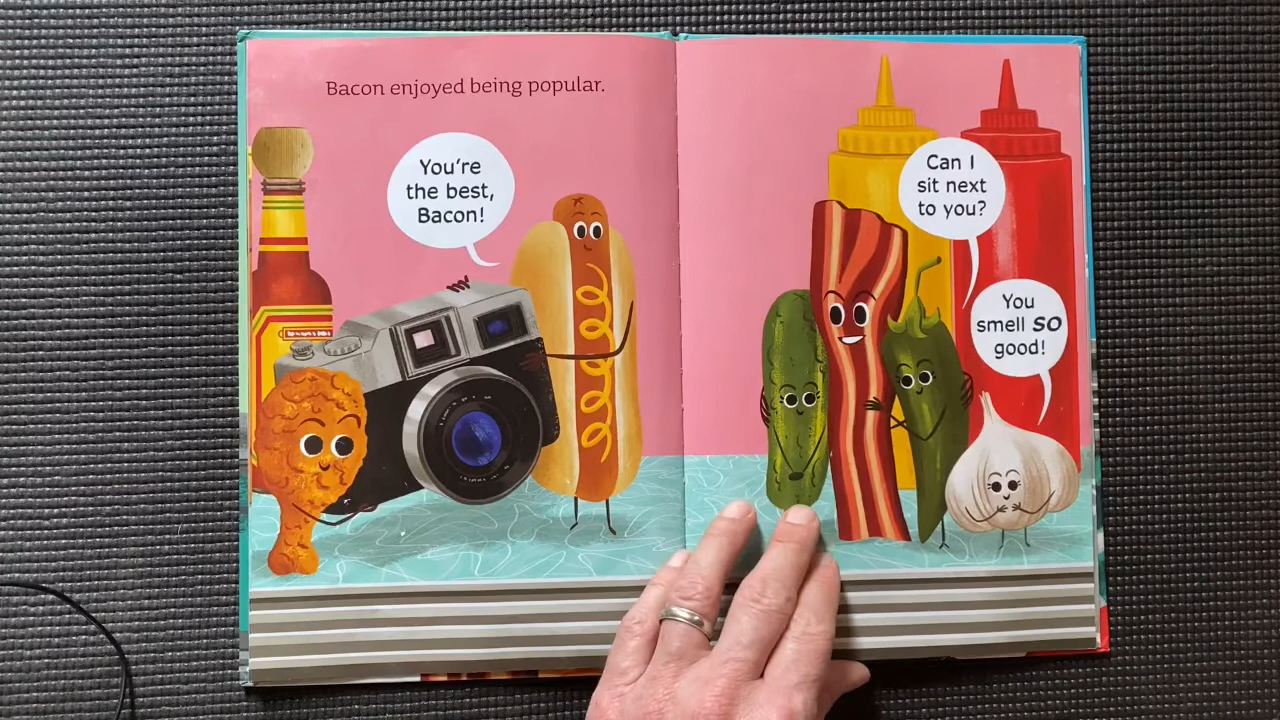 Bacon enjoyed being popular.
You're
the best,
Bacon!
Can I
sit next
to you?
You
smell SO
good!